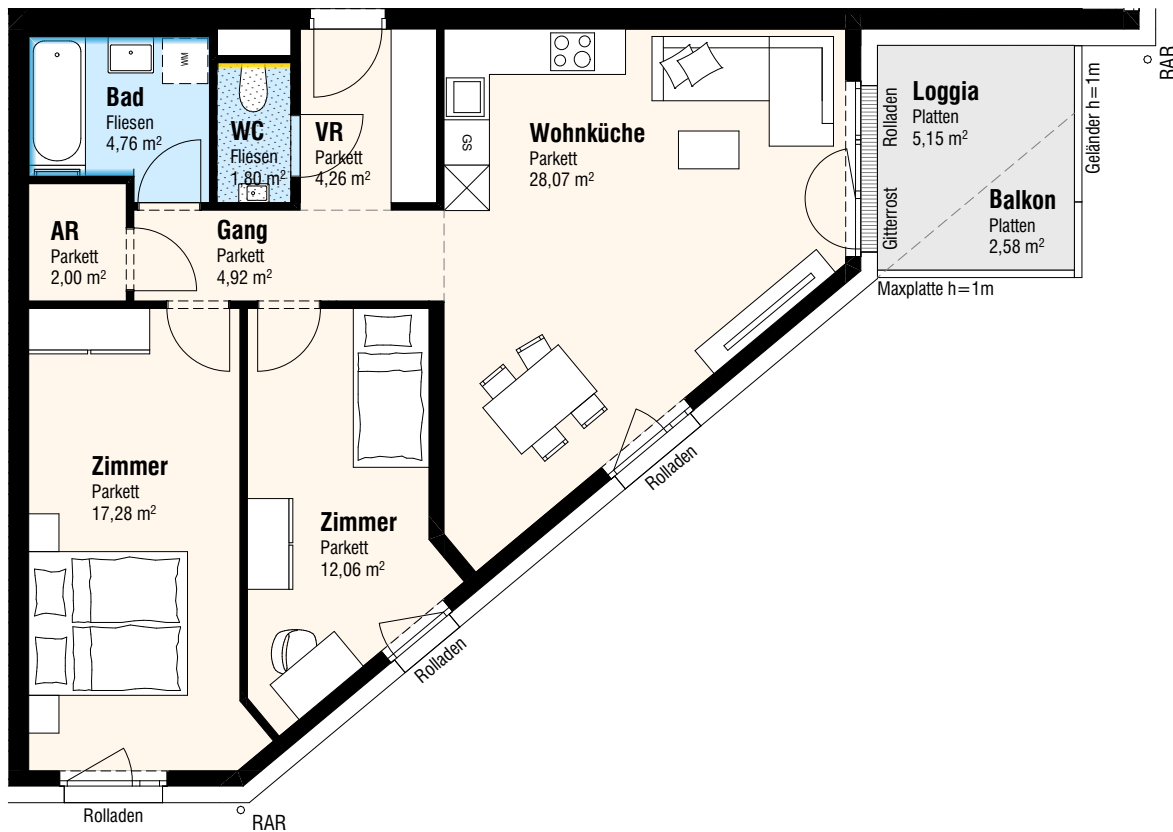 Bad
Fliesen
4,76 m²
WM
WC
Fliesen
1,80 m²
VR
Parkett
4,26 m²
GS
Wohnküche
Parkett
28,07 m²
Rolladen
Gitterrost
Loggia
Platten
5,15 m²
Balkon
Platten
2,58 m²
Geländer h=1m
RAR
Maxplatte h=1m
AR
Parkett
2,00 m²
Gang
Parkett
4,92 m²
Zimmer
Parkett
17,28 m²
Zimmer
Parkett
12,06 m²
Rolladen
Rolladen
Rolladen
RAR